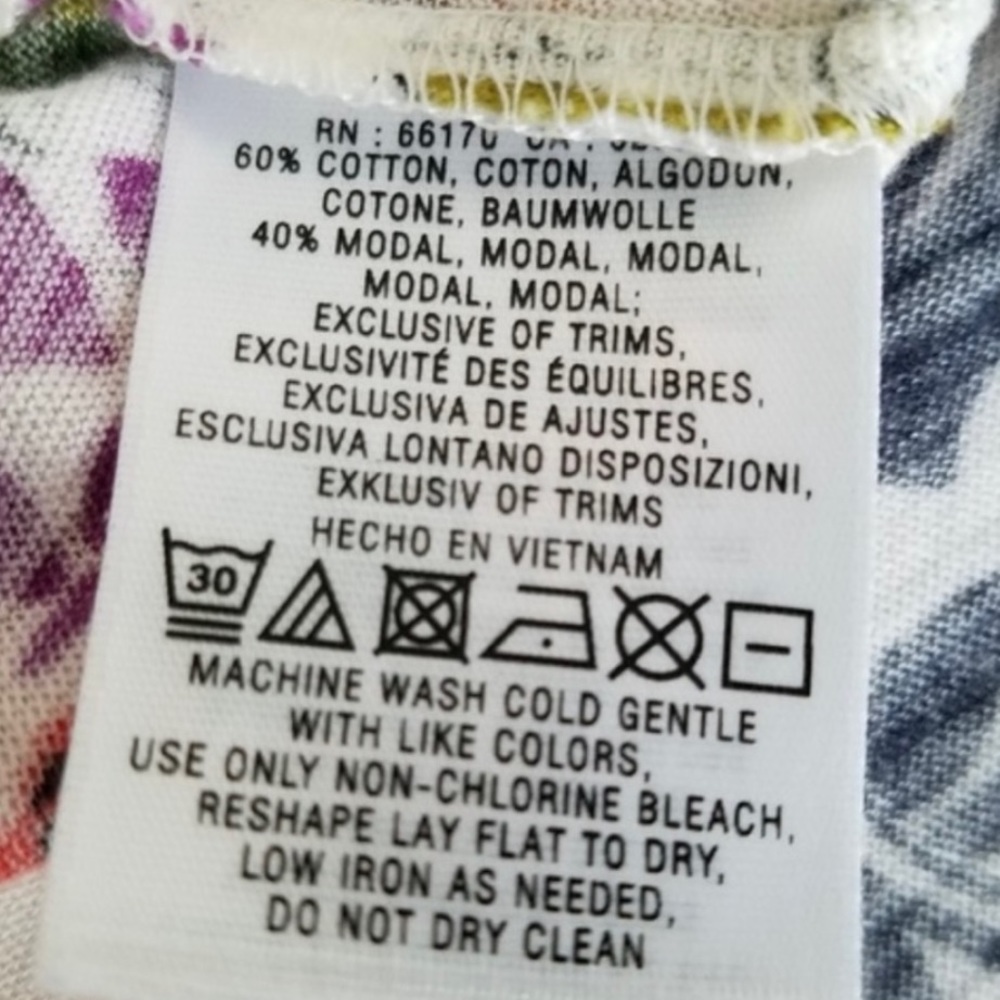 RN : 66170
60% COTTON, COTON, ALGODON,
COTONE, BAUMWOLLE
40% MODAL, MODAL, MODAL,
MODAL, MODAL;
EXCLUSIVE OF TRIMS,
EXCLUSIVITÉ DES ÉQUILIBRES,
EXCLUSIVA DE AJUSTES,
ESCLUSIVA LONTANO DISPOSIZIONI,
EXKLUSIV OF TRIMS
HECHO EN VIETNAM
30
MACHINE WASH COLD GENTLE
WITH LIKE COLORS,
USE ONLY NON-CHLORINE BLEACH,
RESHAPE LAY FLAT TO DRY,
LOW IRON AS NEEDED,
DO NOT DRY CLEAN